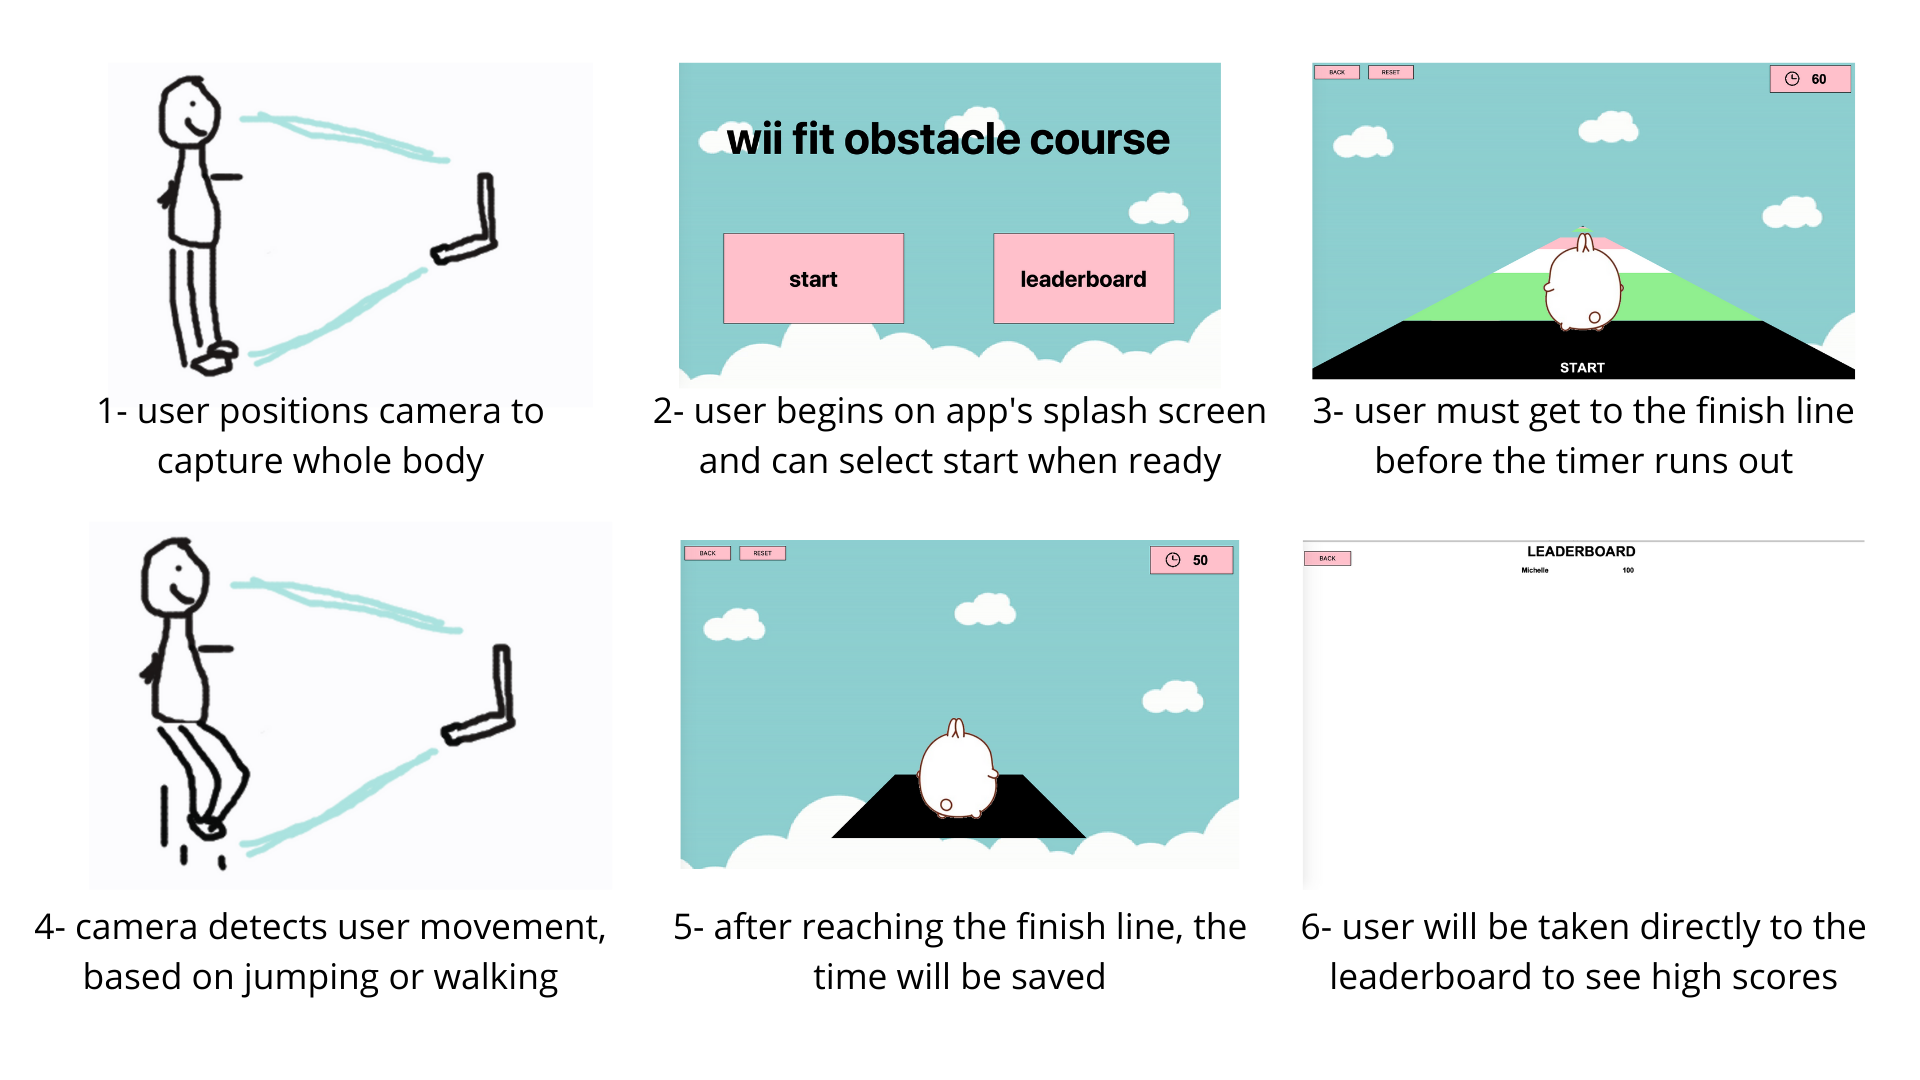 BACK RESET 60
wii fit obstacle course
start leaderboard
START
1- user positions camera to
capture whole body
2- user begins on app's splash screen
and can select start when ready
3- user must get to the finish line
before the timer runs out
BACK RESET 50
LEADERBOARD
BACK
Michelle 100
4- camera detects user movement,
based on jumping or walking
5- after reaching the finish line, the
time will be saved
6- user will be taken directly to the
leaderboard to see high scores